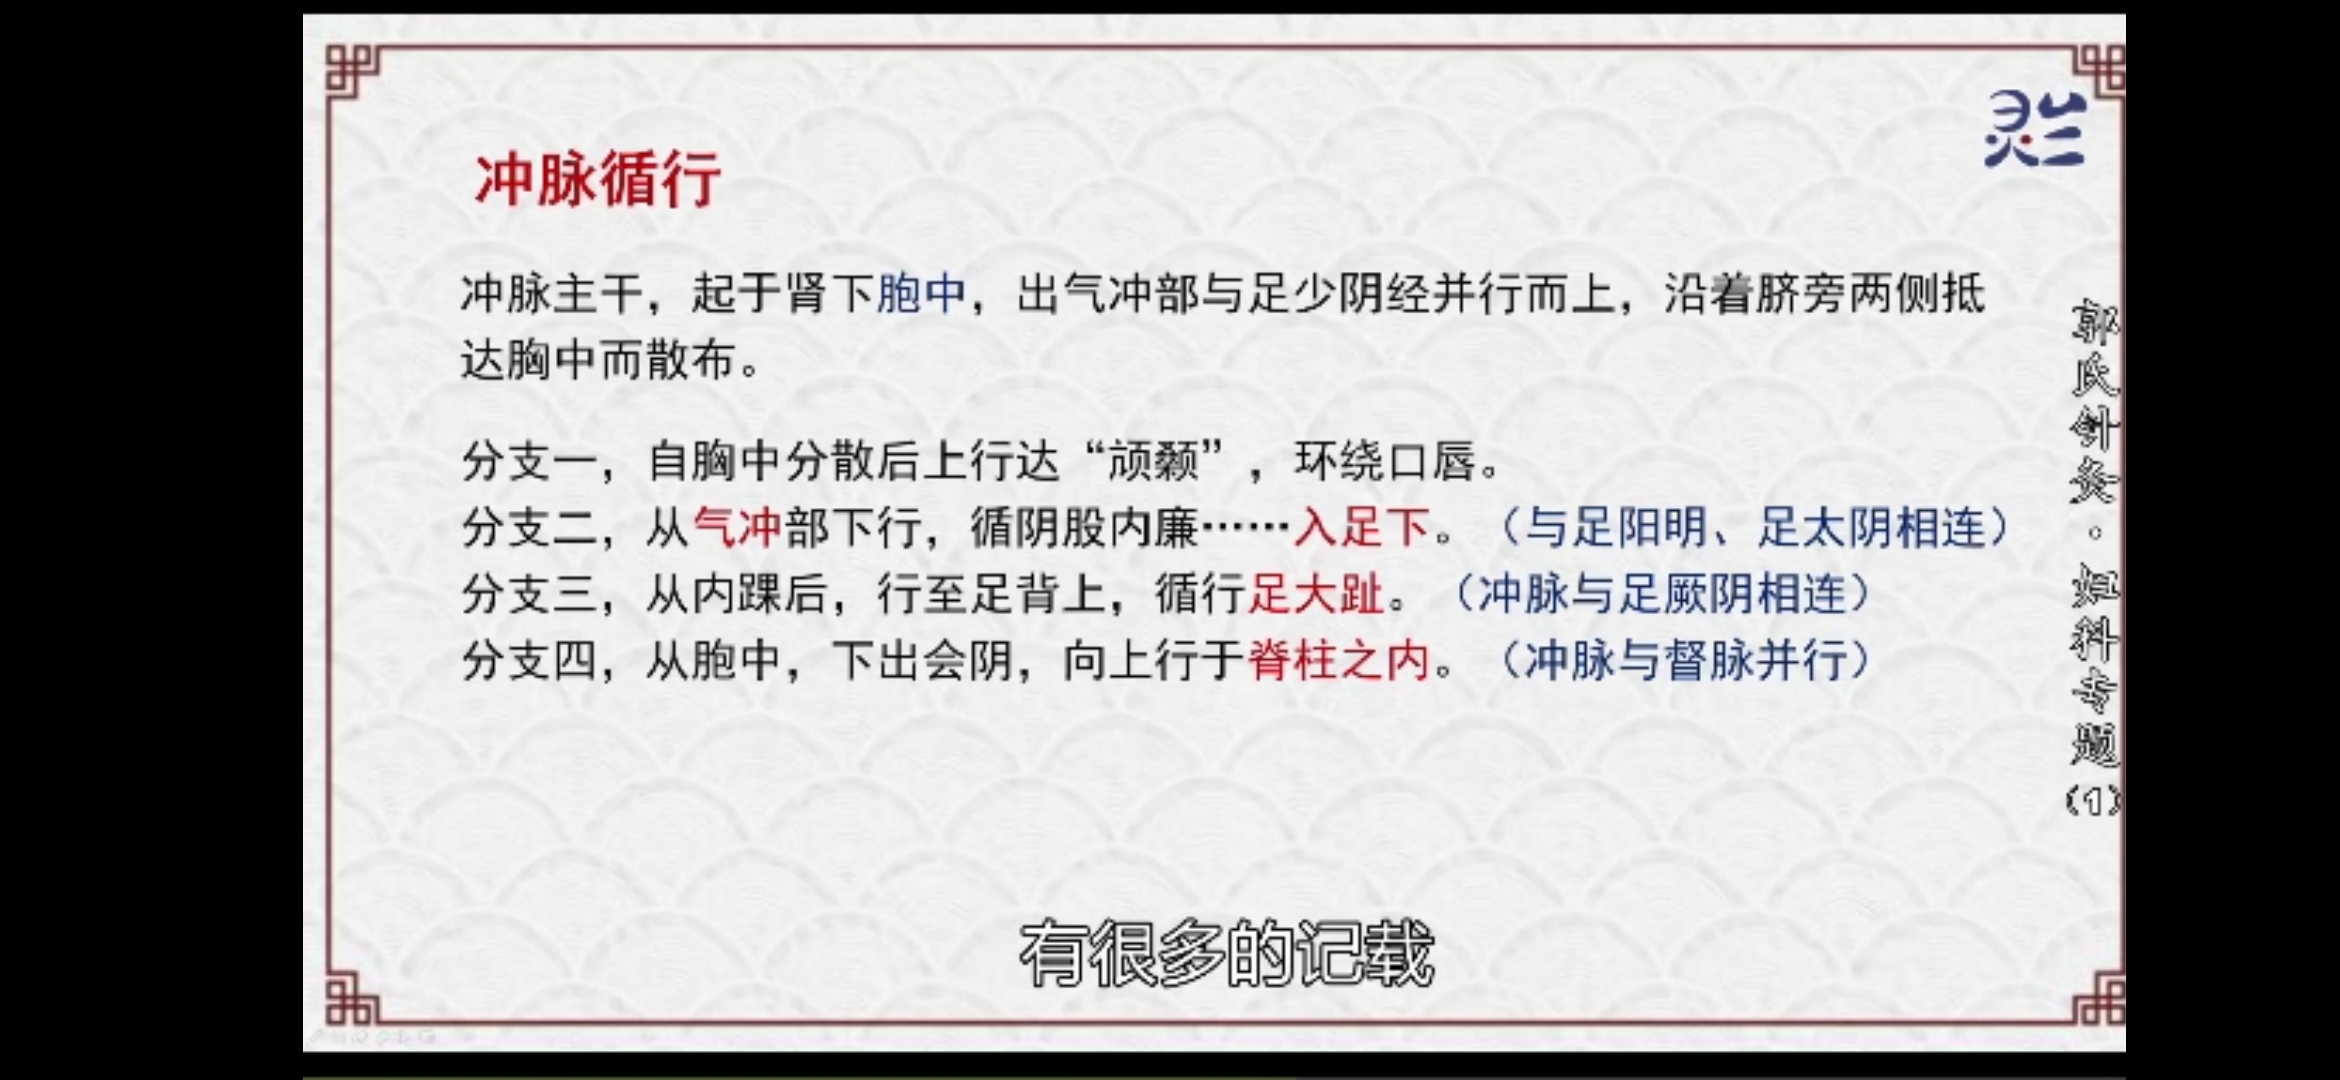 冲脉循行
灵兰
冲脉主干，起于肾下胞中，出气冲部与足少阴经并行而上，沿着脐旁两侧抵
达胸中而散布。
分支一，自胸中分散后上行达“颃颡”，环绕口唇。
分支二，从气冲部下行，循阴股内廉……入足下。（与足阳明、足太阴相连）
分支三，从内踝后，行至足背上，循行足大趾。（冲脉与足厥阴相连）
分支四，从胞中，下出会阴，向上行于脊柱之内。（冲脉与督脉并行）
郭氏针灸·妇科专题(1)
有很多的记载